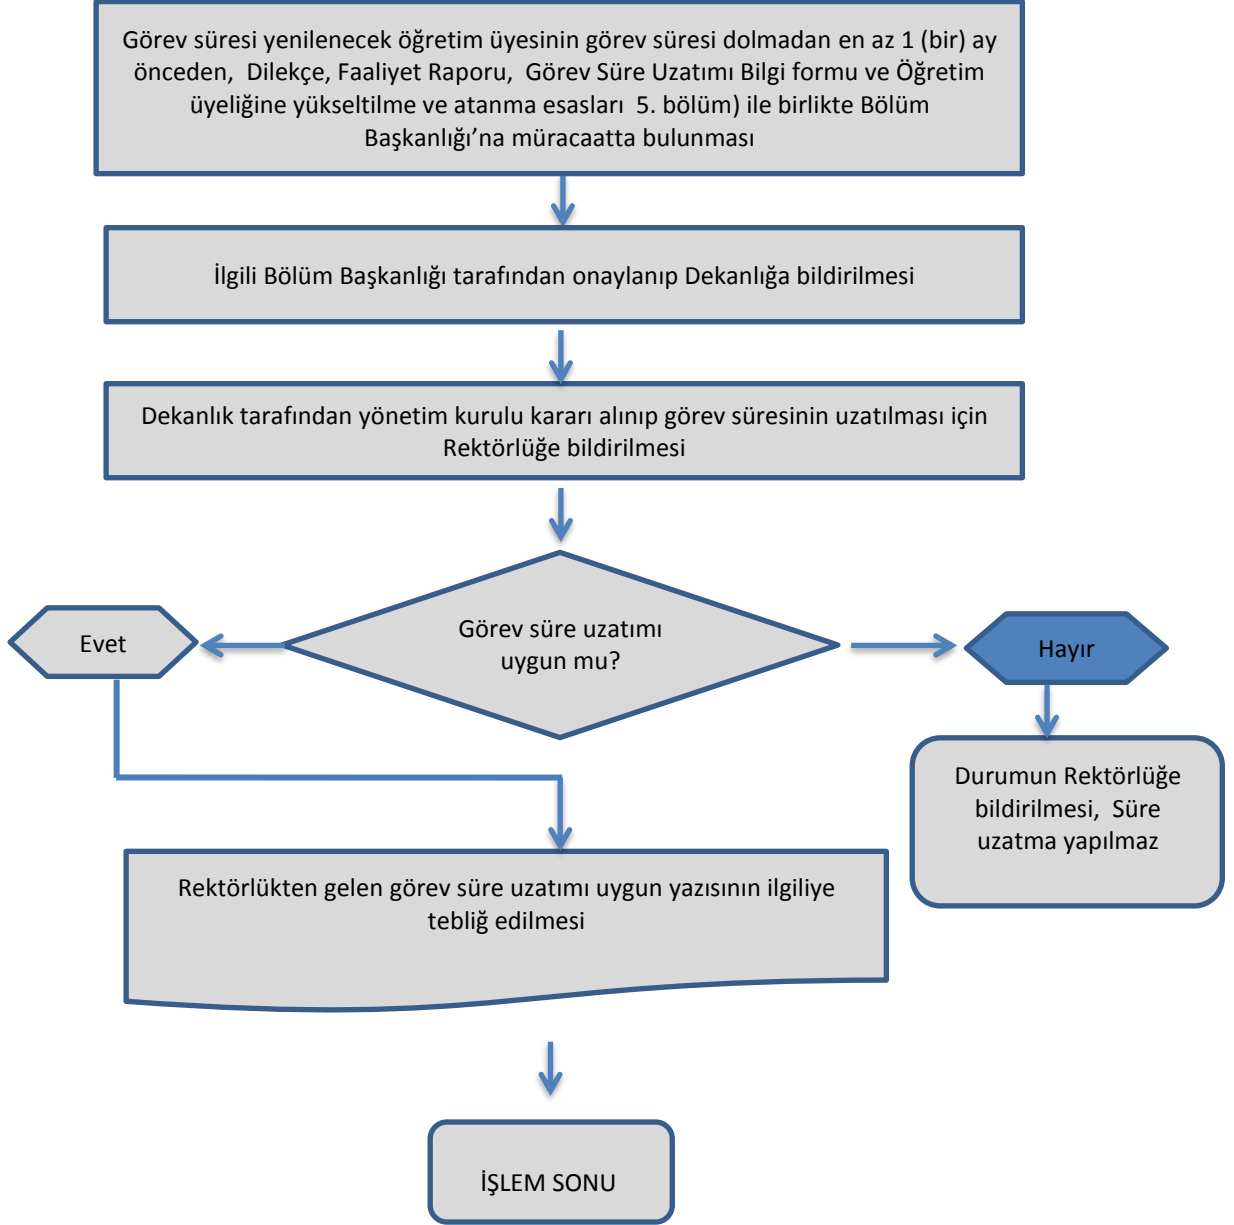 Görev süresi yenilenecek öğretim üyesinin görev süresi dolmadan en az 1 (bir) ay
önceden, Dilekçe, Faaliyet Raporu, Görev Süre Uzatımı Bilgi formu ve Öğretim
üyeliğine yükseltilme ve atanma esasları 5. bölüm) ile birlikte Bölüm
Başkanlığı’na müracaatta bulunması
İlgili Bölüm Başkanlığı tarafından onaylanıp Dekanlığa bildirilmesi
Dekanlık tarafından yönetim kurulu kararı alınıp görev süresinin uzatılması için
Rektörlüğe bildirilmesi
Görev süre uzatımı
uygun mu?
Evet
Hayır
Durumun Rektörlüğe
bildirilmesi, Süre
uzatma yapılmaz
Rektörlükten gelen görev süre uzatımı uygun yazısının ilgiliye
tebliğ edilmesi
İŞLEM SONU